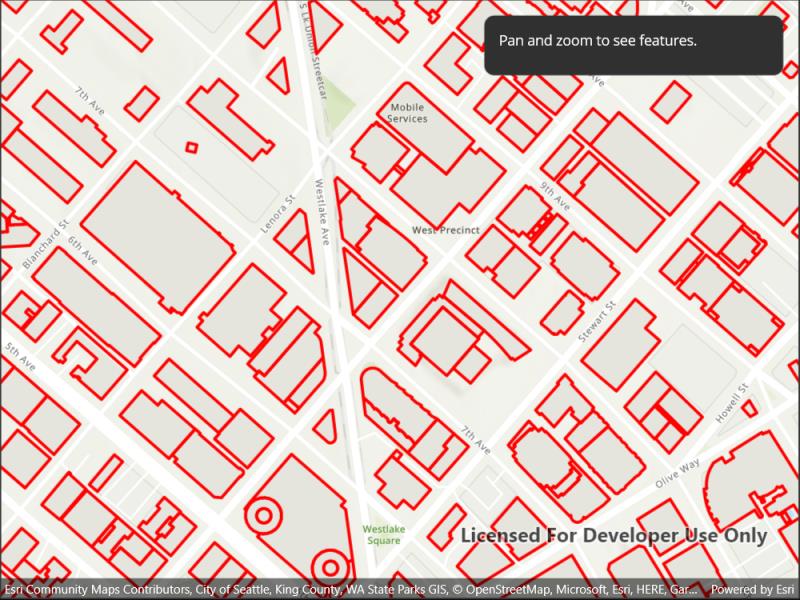 S Lk Union Streetcar
Ave
Pan and zoom to see features.
Ave
7th Ave
Mobile
Services
9th Ave
Lenora St
Westlake Ave
West Precinct
Blanchard St
6th Ave
Stewart St
5th Ave
Howell St
7th Ave
Olive Way
Westlake
Square
Licensed For Developer Use Only
Esri Community Maps Contributors, City of Seattle, King County, WA State Parks GIS, © OpenStreetMap, Microsoft, Esri, HERE, Gar... Powered by Esri